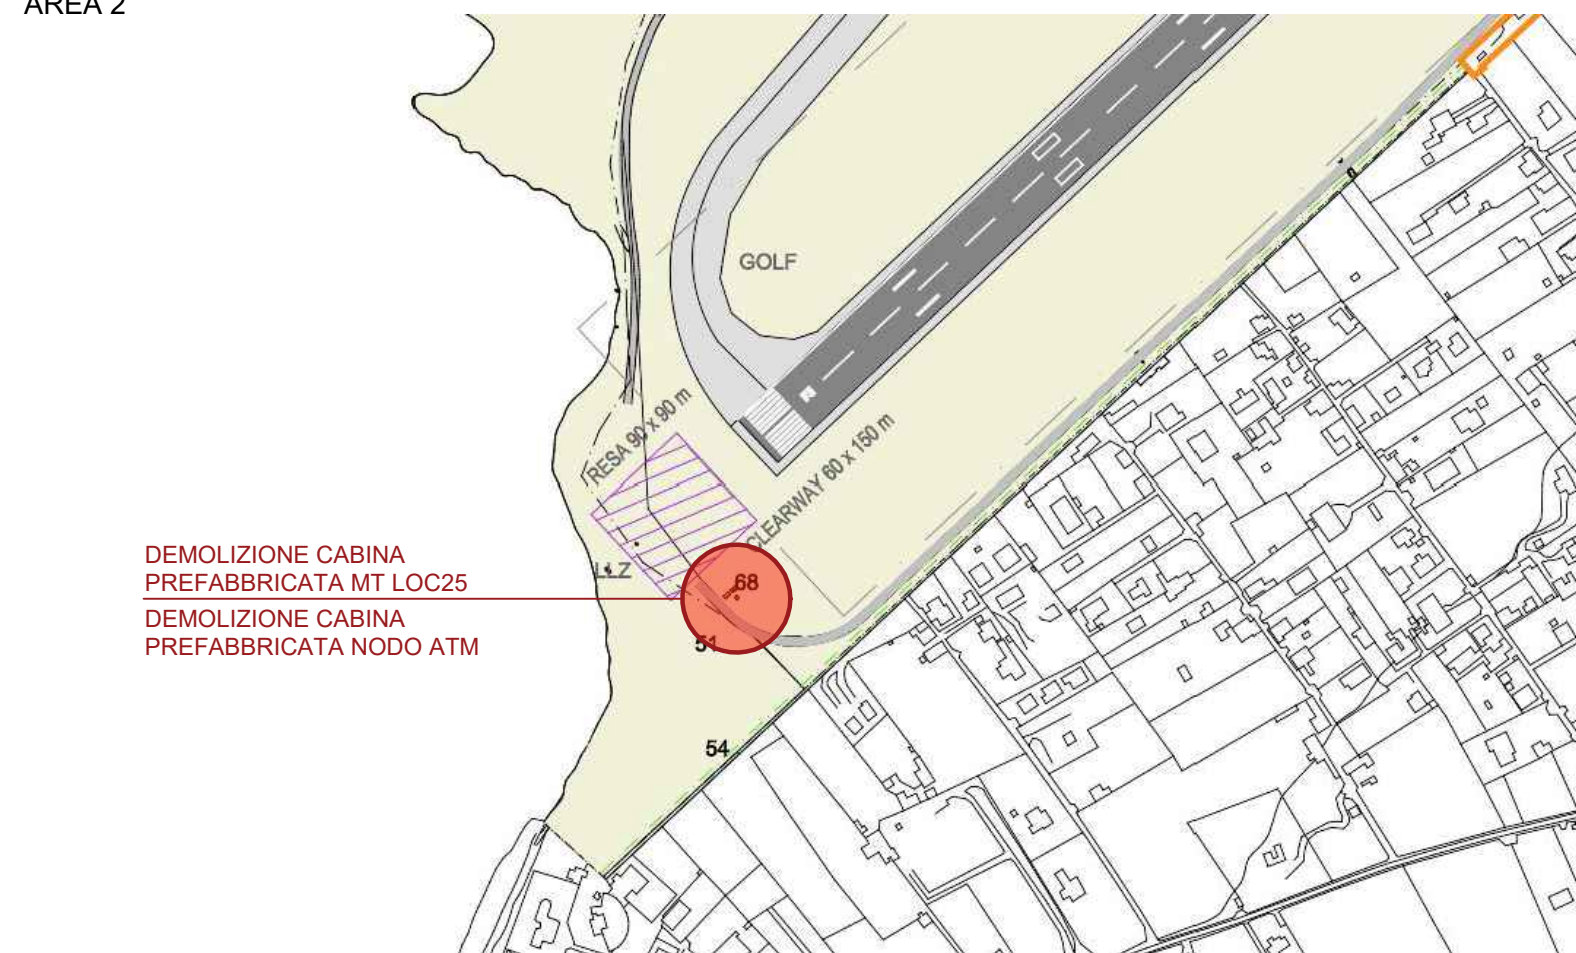 AREA 2
GOLF
RESA 90 x 90 m
CLEARWAY 60 x 150 m
DEMOLIZIONE CABINA
PREFABBRICATA MT LOC25
DEMOLIZIONE CABINA
PREFABBRICATA NODO ATM
LLZ
68
51
54